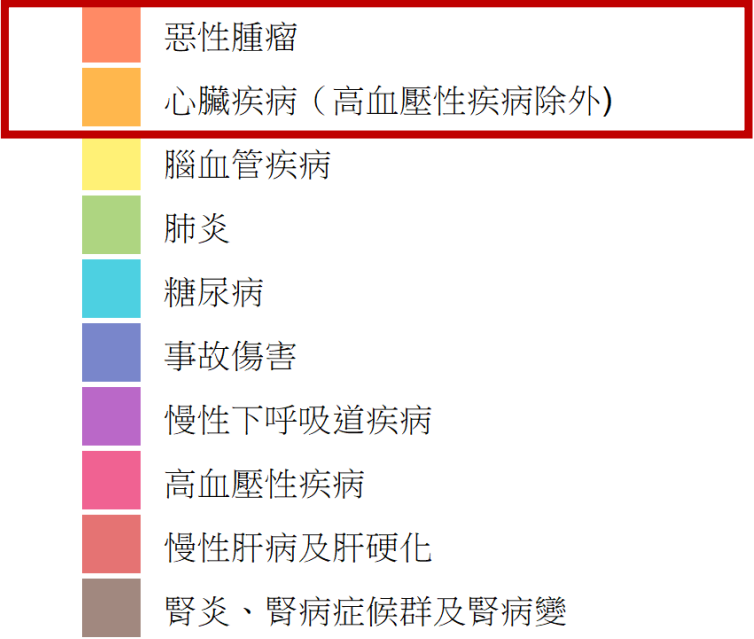 惡性腫瘤
心臟疾病（高血壓性疾病除外)
腦血管疾病
肺炎
糖尿病
事故傷害
慢性下呼吸道疾病
高血壓性疾病
慢性肝病及肝硬化
腎炎、腎病症候群及腎病變